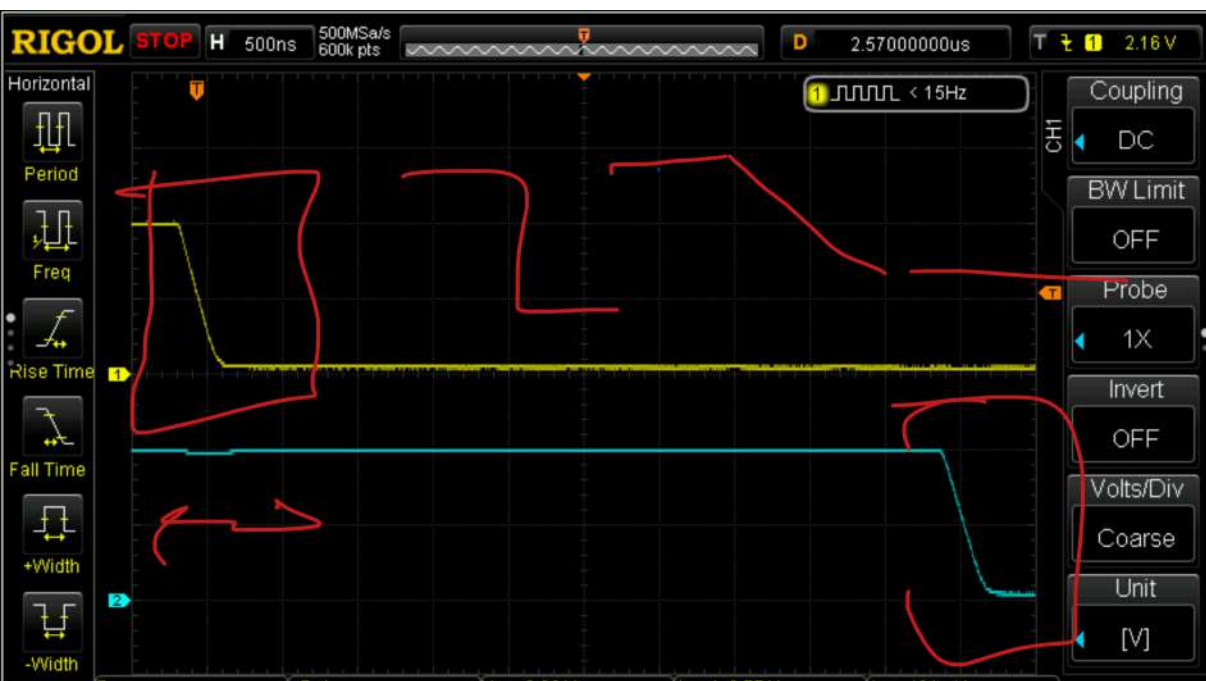 RIGOL STOP H 500ns 500MSa/s 600k pts T D 2.57000000us T 1 2.16 V
Horizontal
T
1 < 15Hz
Period
Freq
Rise Time
Fall Time
+Width
-Width
1
2
T
CH1
Coupling
DC
BW Limit
OFF
Probe
1X
Invert
OFF
Volts/Div
Coarse
Unit
[V]